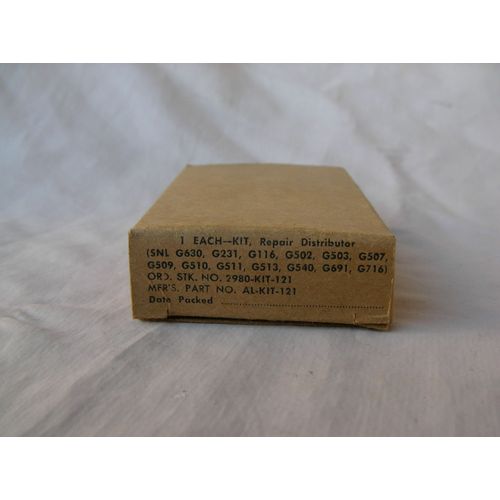 1 EACH--KIT, Repair Distributor
(SNL G630, G231, G116, G502, G503, G507,
G509, G510, G511, G513, G540, G691, G716)
ORD. STK. NO. 2980-KIT-121
MFR'S. PART NO. AL-KIT-121
Date Packed ........................................